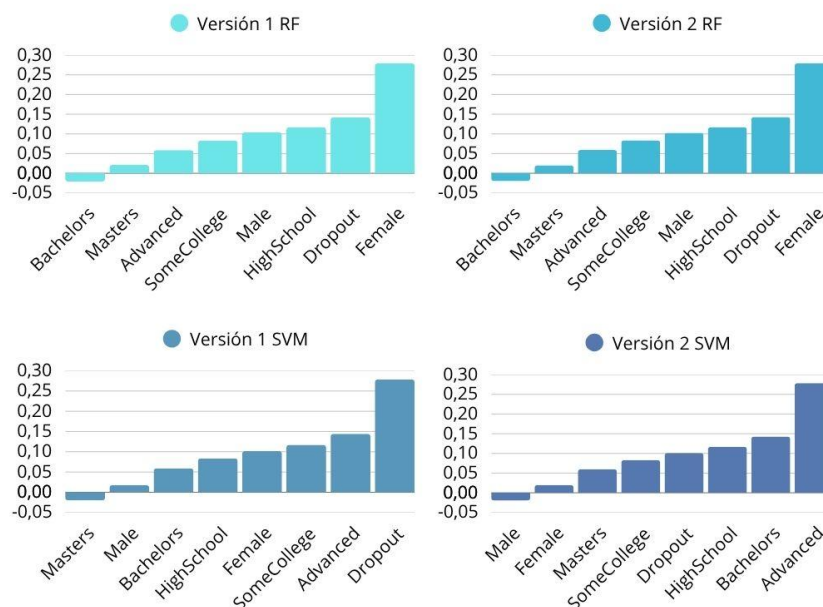 Versión 1 RF
0,30
0,25
0,20
0,15
0,10
0,05
0,00
-0,05
Bachelors
Masters
Advanced
SomeCollege
Male
HighSchool
Dropout
Female
Versión 2 RF
0,30
0,25
0,20
0,15
0,10
0,05
0,00
-0,05
Bachelors
Masters
Advanced
SomeCollege
Male
HighSchool
Dropout
Female
Versión 1 SVM
0,30
0,25
0,20
0,15
0,10
0,05
0,00
-0,05
Masters
Male
Bachelors
HighSchool
Female
SomeCollege
Advanced
Dropout
Versión 2 SVM
0,30
0,25
0,20
0,15
0,10
0,05
0,00
-0,05
Male
Female
Masters
SomeCollege
Dropout
HighSchool
Bachelors
Advanced